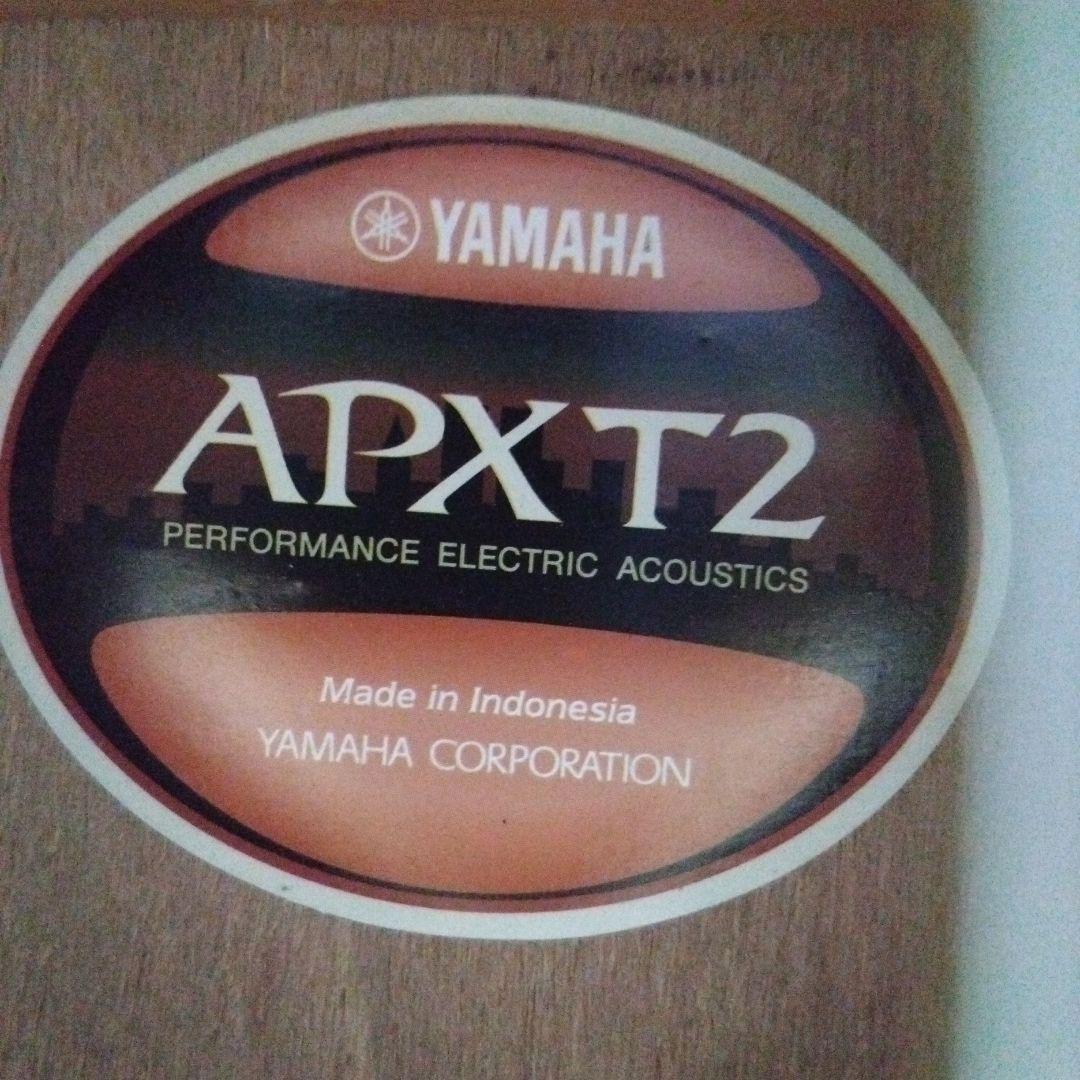 YAMAHA
APXT2
PERFORMANCE ELECTRIC ACOUSTICS
Made in Indonesia
YAMAHA CORPORATION